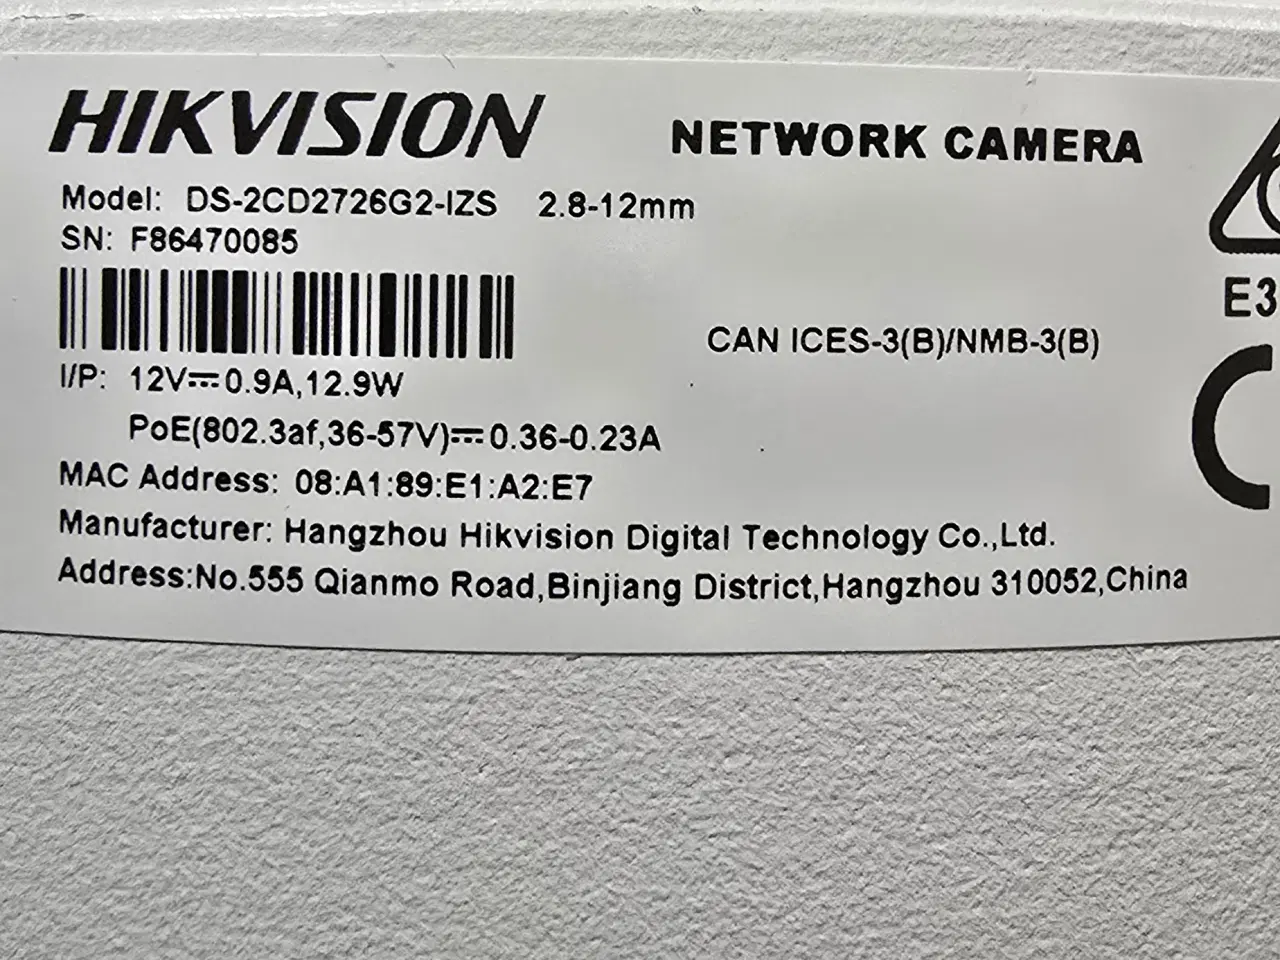 HIKVISION NETWORK CAMERA
Model: DS-2CD2726G2-IZS 2.8-12mm
SN: F86470085
E3
CAN ICES-3(B)/NMB-3(B)
I/P: 12V⎓0.9A,12.9W
PoE(802.3af,36-57V)⎓0.36-0.23A
MAC Address: 08:A1:89:E1:A2:E7
Manufacturer: Hangzhou Hikvision Digital Technology Co.,Ltd.
Address:No.555 Qianmo Road,Binjiang District,Hangzhou 310052,China